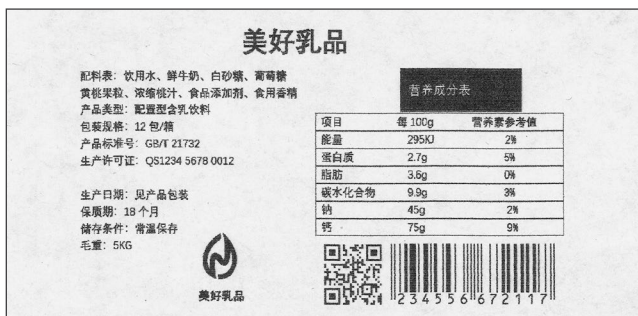 美好乳品
配料表：饮用水、鲜牛奶、白砂糖、葡萄糖
黄桃果粒、浓缩桃汁、食品添加剂、食用香精
产品类型：配置型含乳饮料
包装规格：12 包/箱
产品标准号：GB/T 21732
生产许可证：QS1234 5678 0012
生产日期：见产品包装
保质期：18 个月
储存条件：常温保存
毛重：5KG
美好乳品
营养成分表
项目 每 100g 营养素参考值
能量 295KJ 2%
蛋白质 2.7g 5%
脂肪 3.6g 0%
碳水化合物 9.9g 3%
钠 45g 2%
钙 75g 9%
234556672117